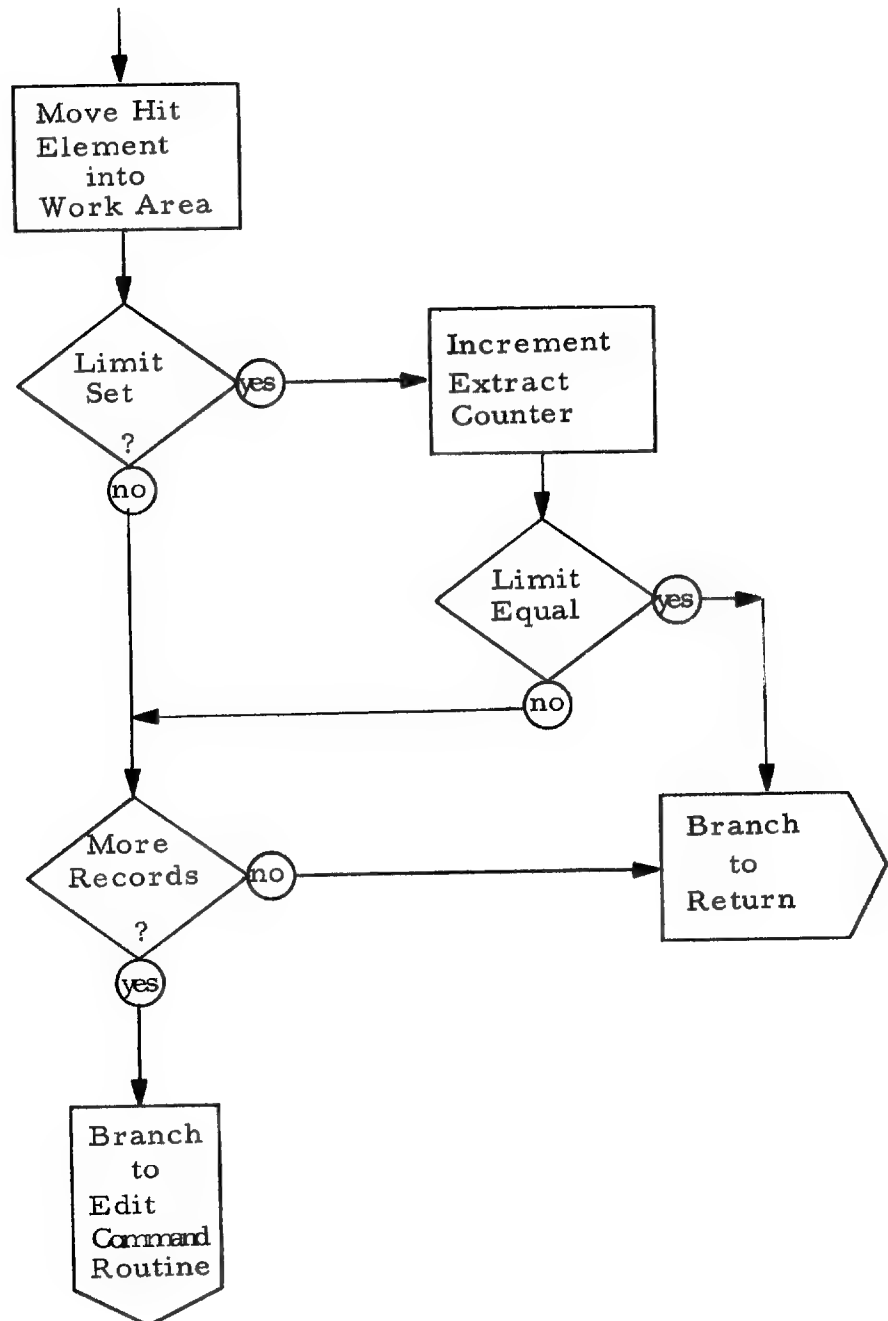 Move Hit
Element
into
Work Area
Limit
Set
?
yes
no
Increment
Extract
Counter
Limit
Equal
yes
no
More
Records
?
no
yes
Branch
to
Return
Branch
to
Edit
Command
Routine